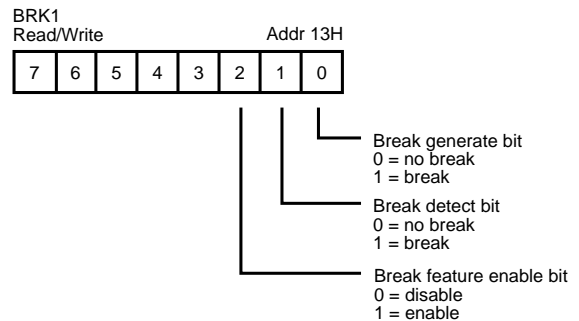 BRK1
Read/Write Addr 13H
7 6 5 4 3 2 1 0
Break generate bit
0 = no break
1 = break
Break detect bit
0 = no break
1 = break
Break feature enable bit
0 = disable
1 = enable